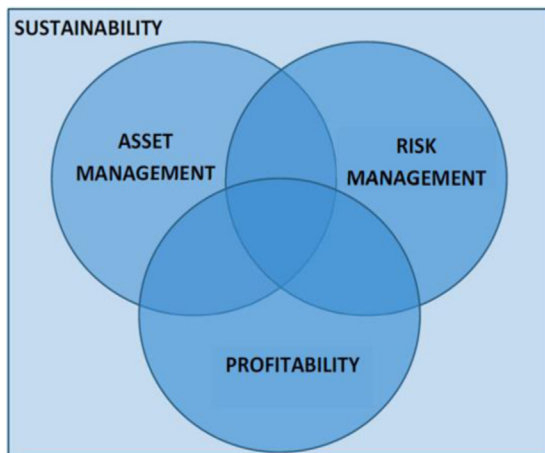 SUSTAINABILITY
ASSET
MANAGEMENT
RISK
MANAGEMENT
PROFITABILITY